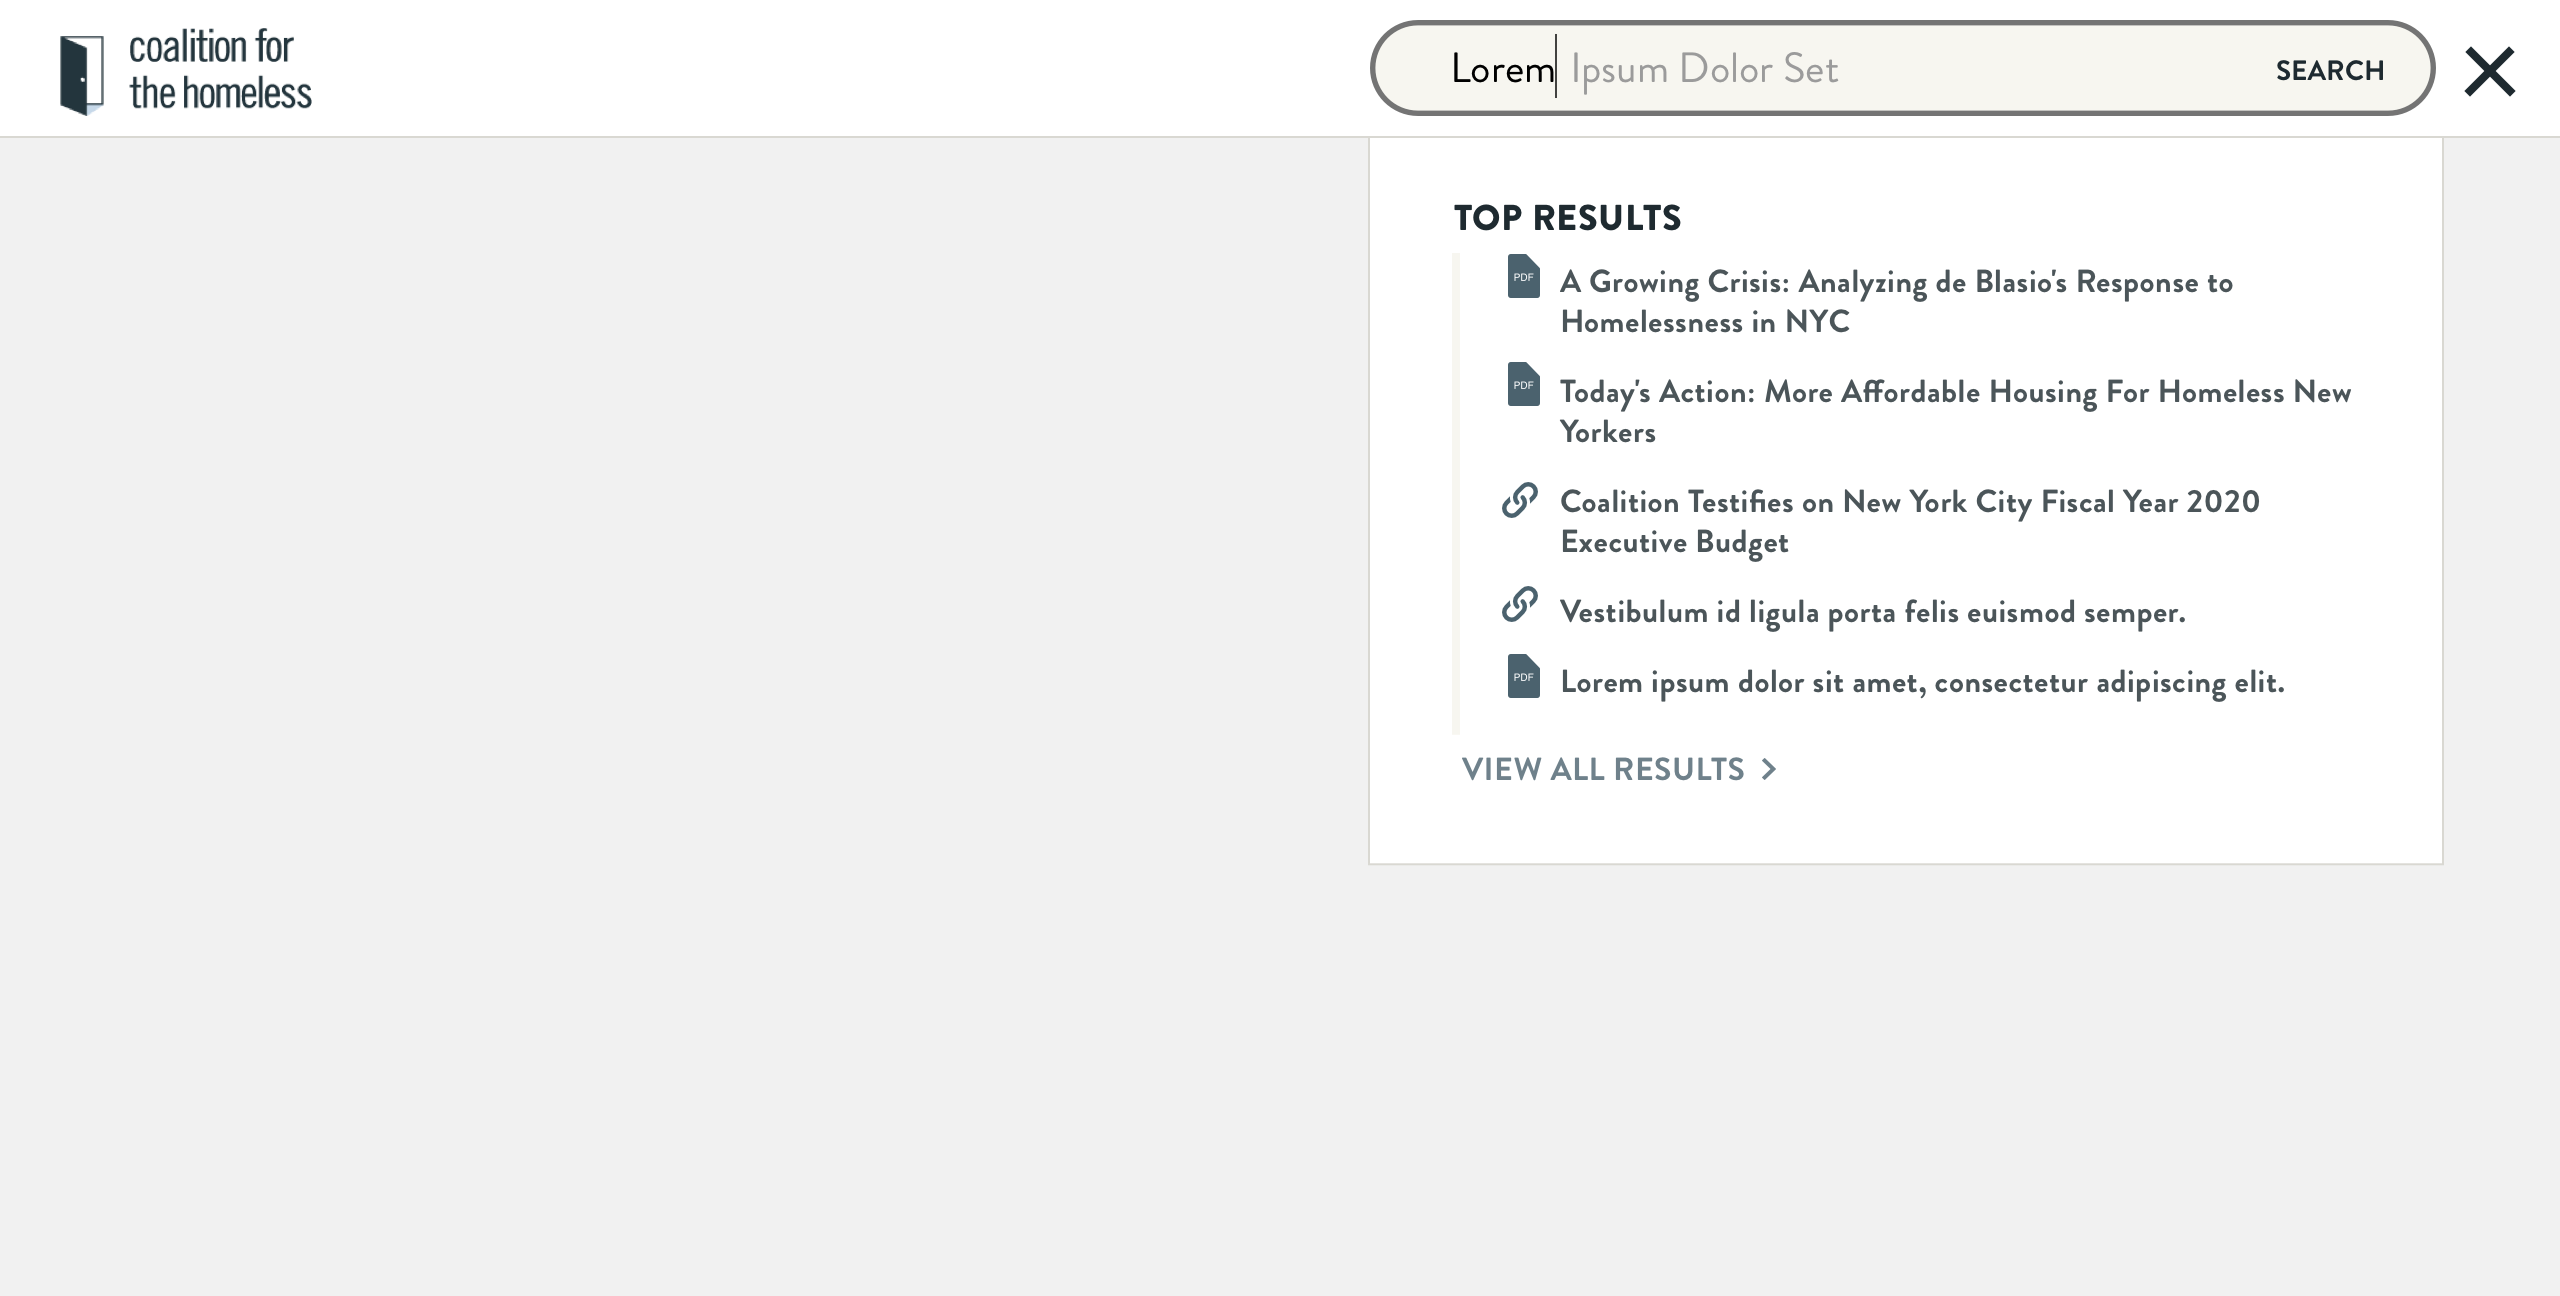 coalition for
the homeless
Lorem Ipsum Dolor Set
SEARCH
TOP RESULTS
PDF
A Growing Crisis: Analyzing de Blasio's Response to
Homelessness in NYC
PDF
Today's Action: More Affordable Housing For Homeless New
Yorkers
Coalition Testifies on New York City Fiscal Year 2020
Executive Budget
Vestibulum id ligula porta felis euismod semper.
PDF
Lorem ipsum dolor sit amet, consectetur adipiscing elit.
VIEW ALL RESULTS